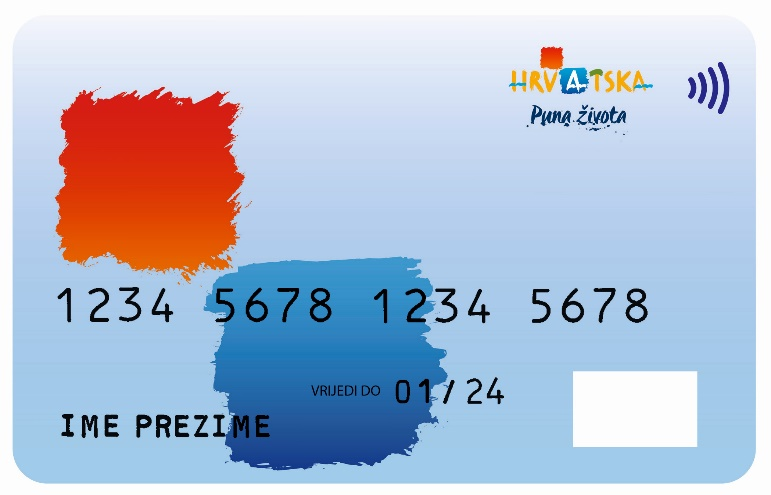 HRVATSKA
Puna života
1234 5678 1234 5678
VRIJEDI DO 01/24
IME PREZIME